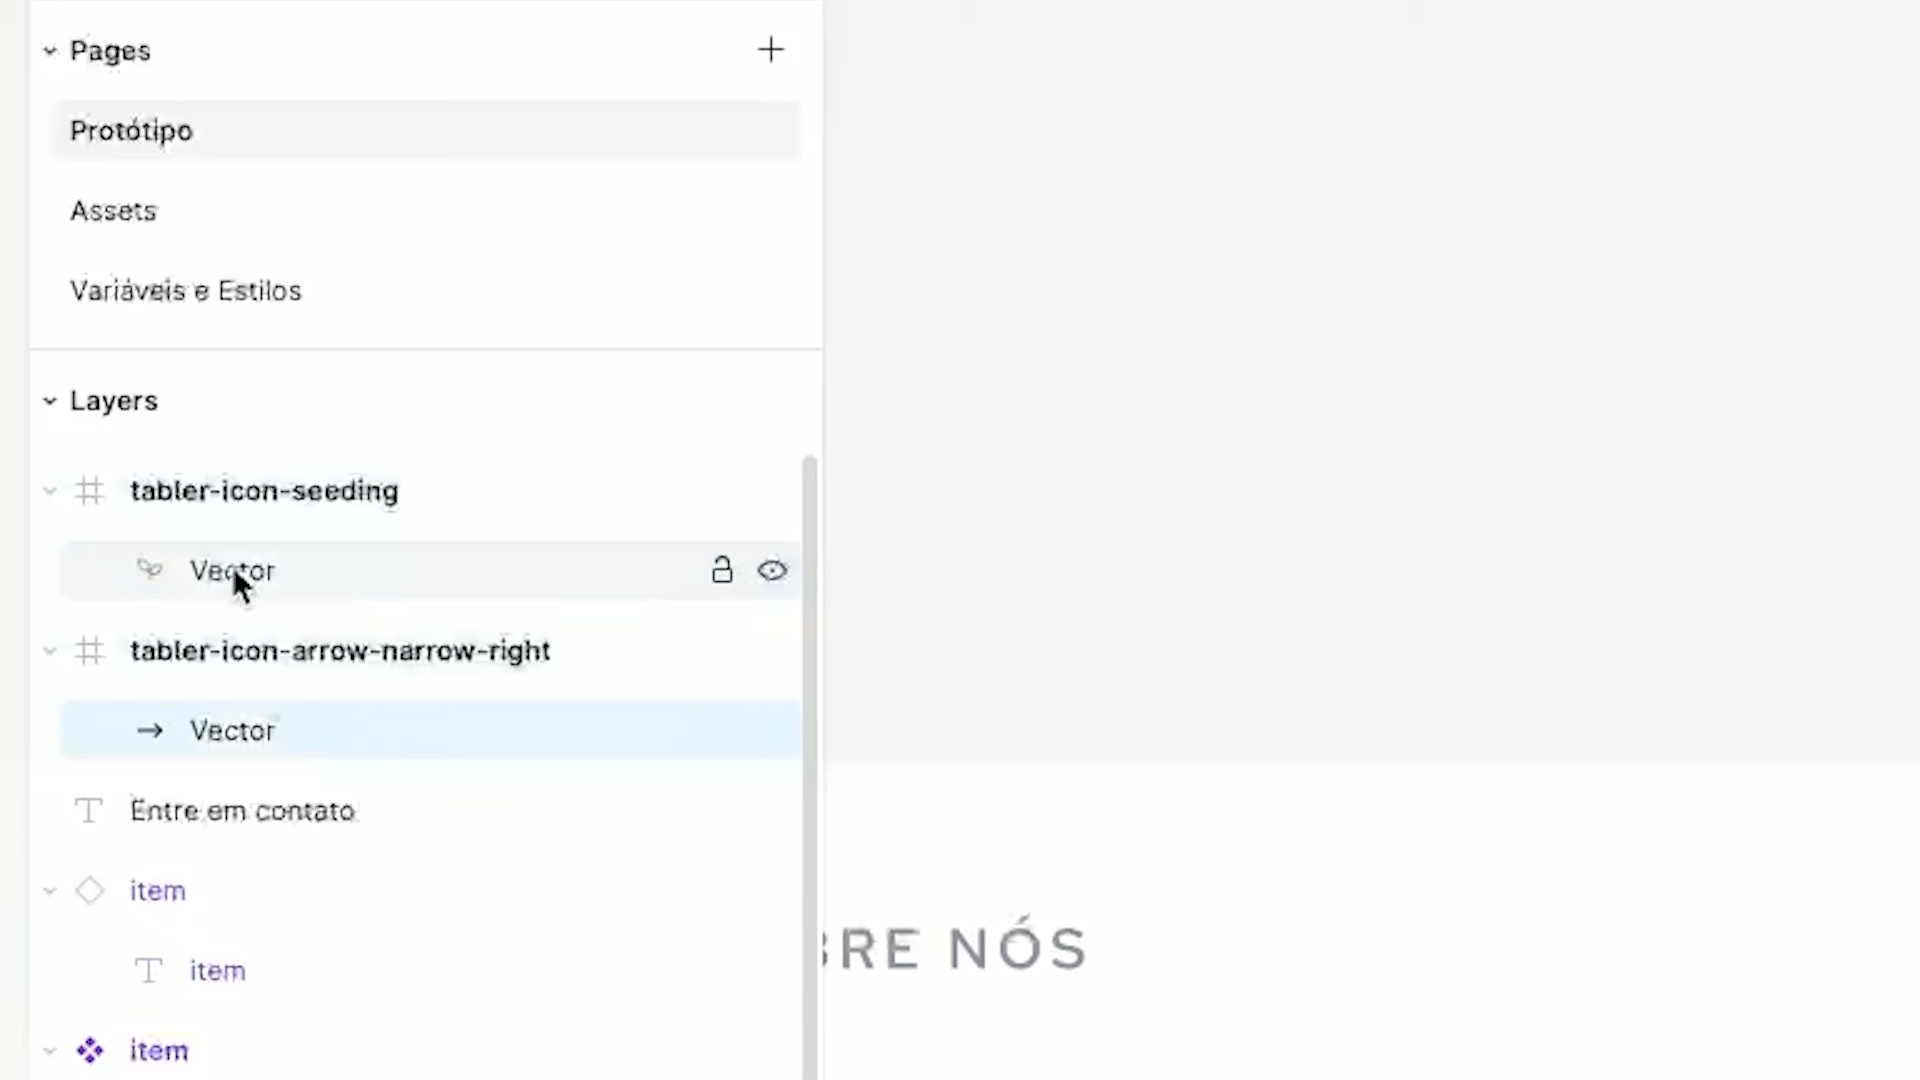 Pages
Protótipo
Assets
Variáveis e Estilos
Layers
tabler-icon-seeding
Vector
tabler-icon-arrow-narrow-right
Vector
Entre em contato
item
item
item
BRE NÓS